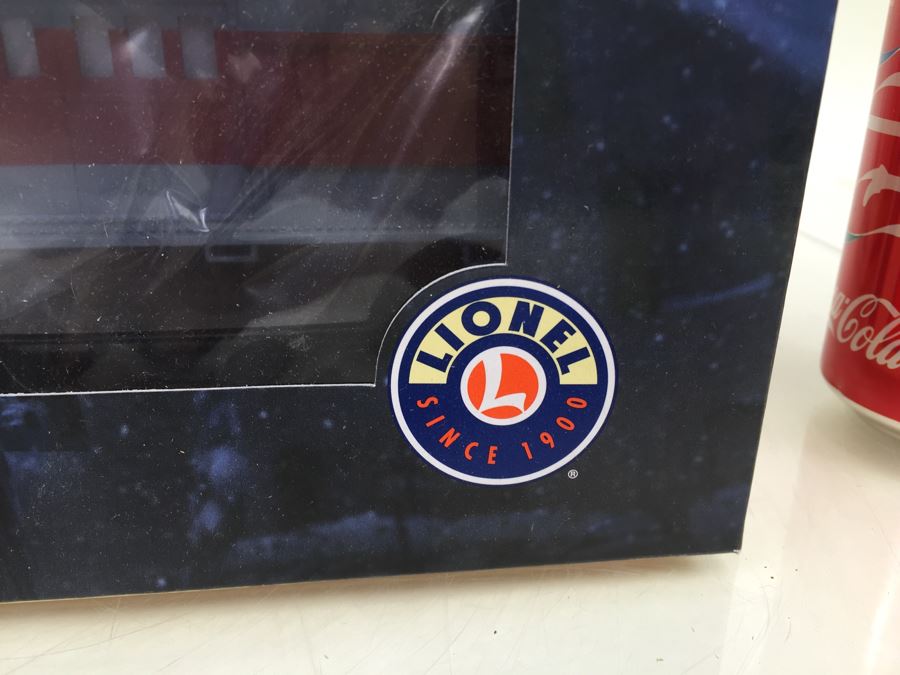 LIONEL
L
SINCE 1900
®
Coca-Cola